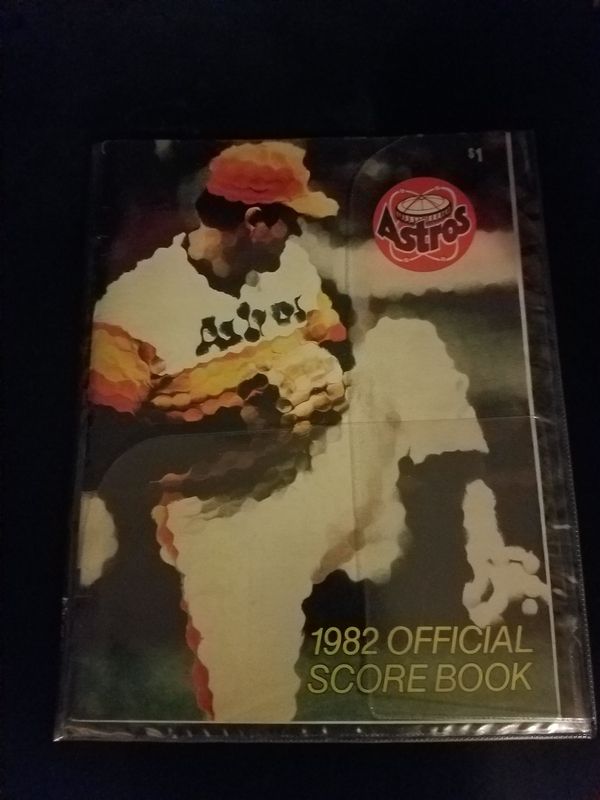 $1
Astros
Astros
1982 OFFICIAL
SCORE BOOK